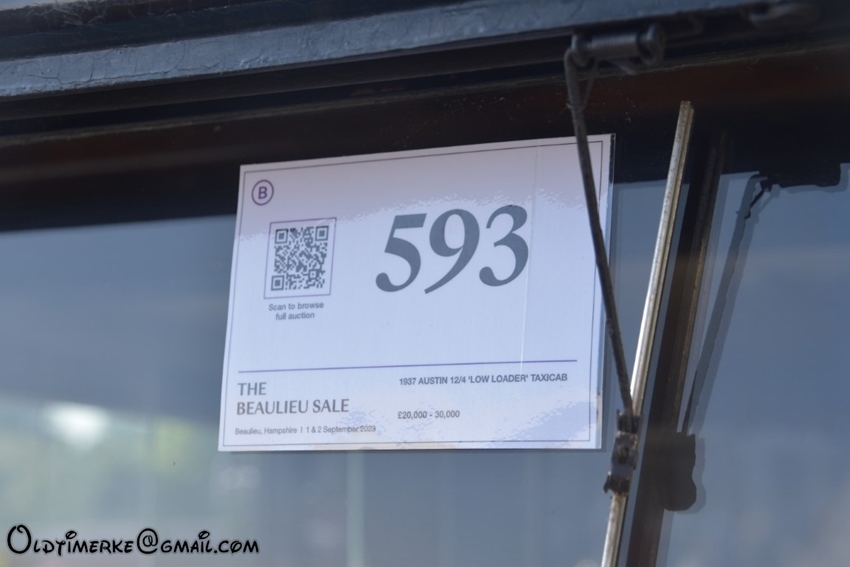 B
593
Scan to browse
full auction
1937 AUSTIN 12/4 'LOW LOADER' TAXICAB
THE
BEAULIEU SALE
£20,000 - 30,000
Beaulieu, Hampshire | 1 & 2 September 2023
Oldtimerke@gmail.com